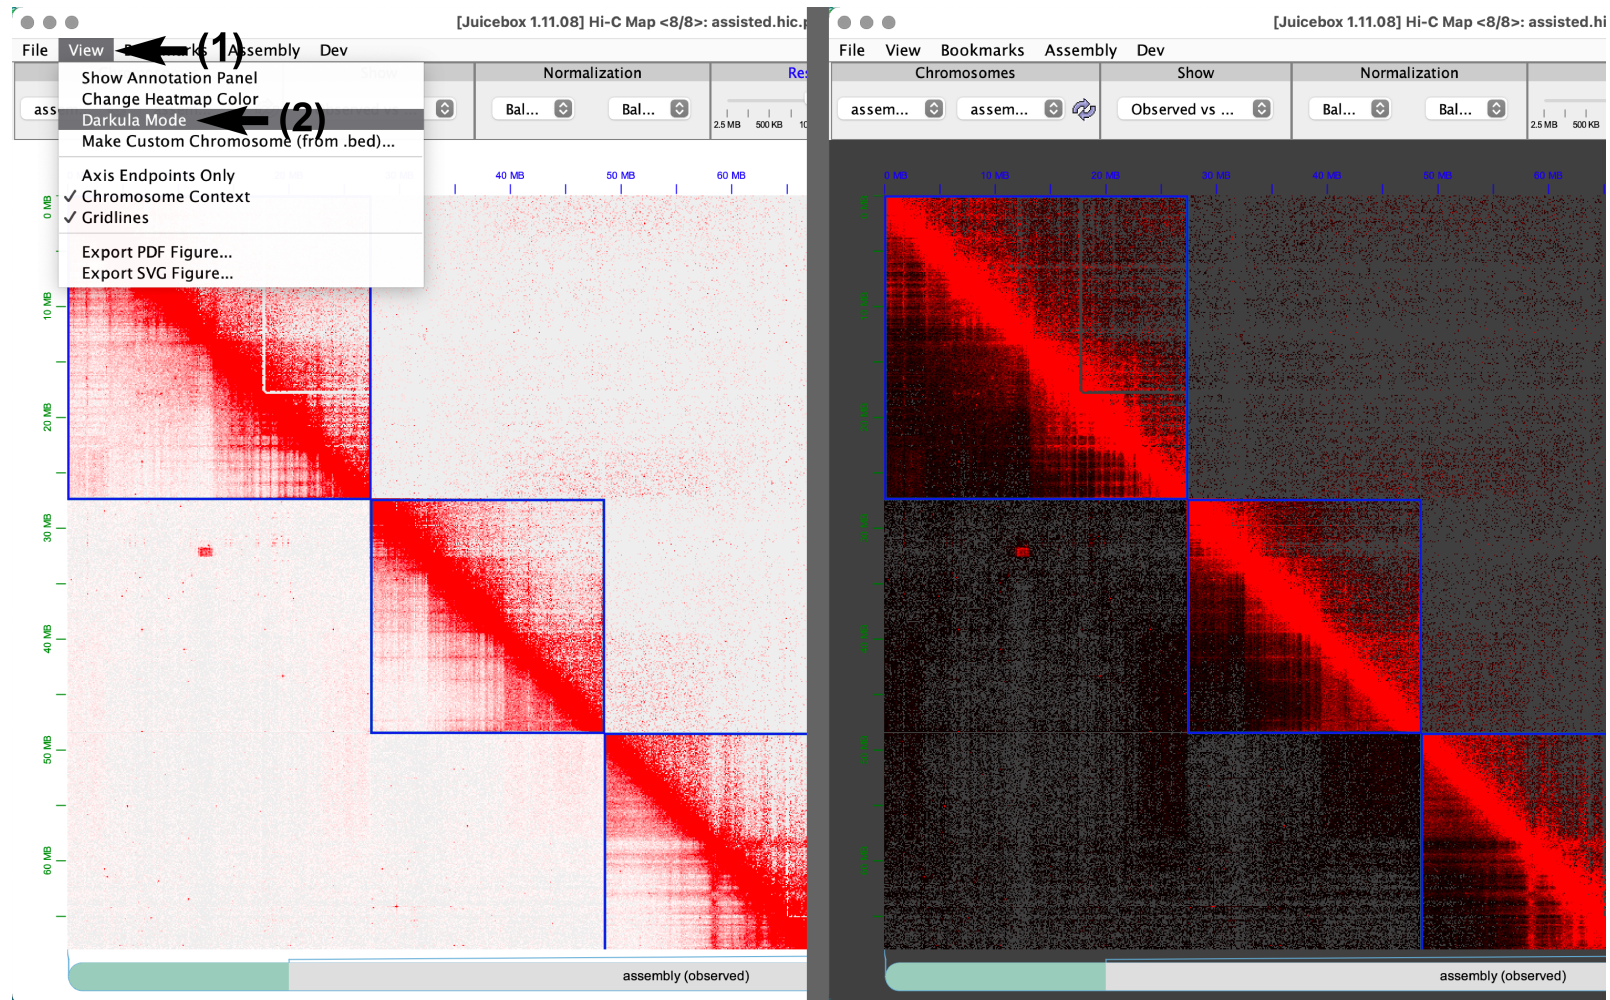 [Juicebox 1.11.08] Hi-C Map <8/8>: assisted.hic.p
File View ks Assembly Dev
(1)
Show Annotation Panel
Change Heatmap Color
Darkula Mode
(2)
Make Custom Chromosome (from .bed)...
Axis Endpoints Only
✓ Chromosome Context
✓ Gridlines
Export PDF Figure...
Export SVG Figure...
Show
Normalization
Res
ass
d vs
Bal... Bal...
2.5 MB 500 KB 10
40 MB 50 MB 60 MB
0 MB
10 MB
20 MB
30 MB
40 MB
50 MB
60 MB
assembly (observed)
[Juicebox 1.11.08] Hi-C Map <8/8>: assisted.hi
File View Bookmarks Assembly Dev
Chromosomes Show Normalization
assem... assem... Observed vs ... Bal... Bal...
2.5 MB 500 KB
0 MB 10 MB 20 MB 30 MB 40 MB 50 MB 60 MB
assembly (observed)